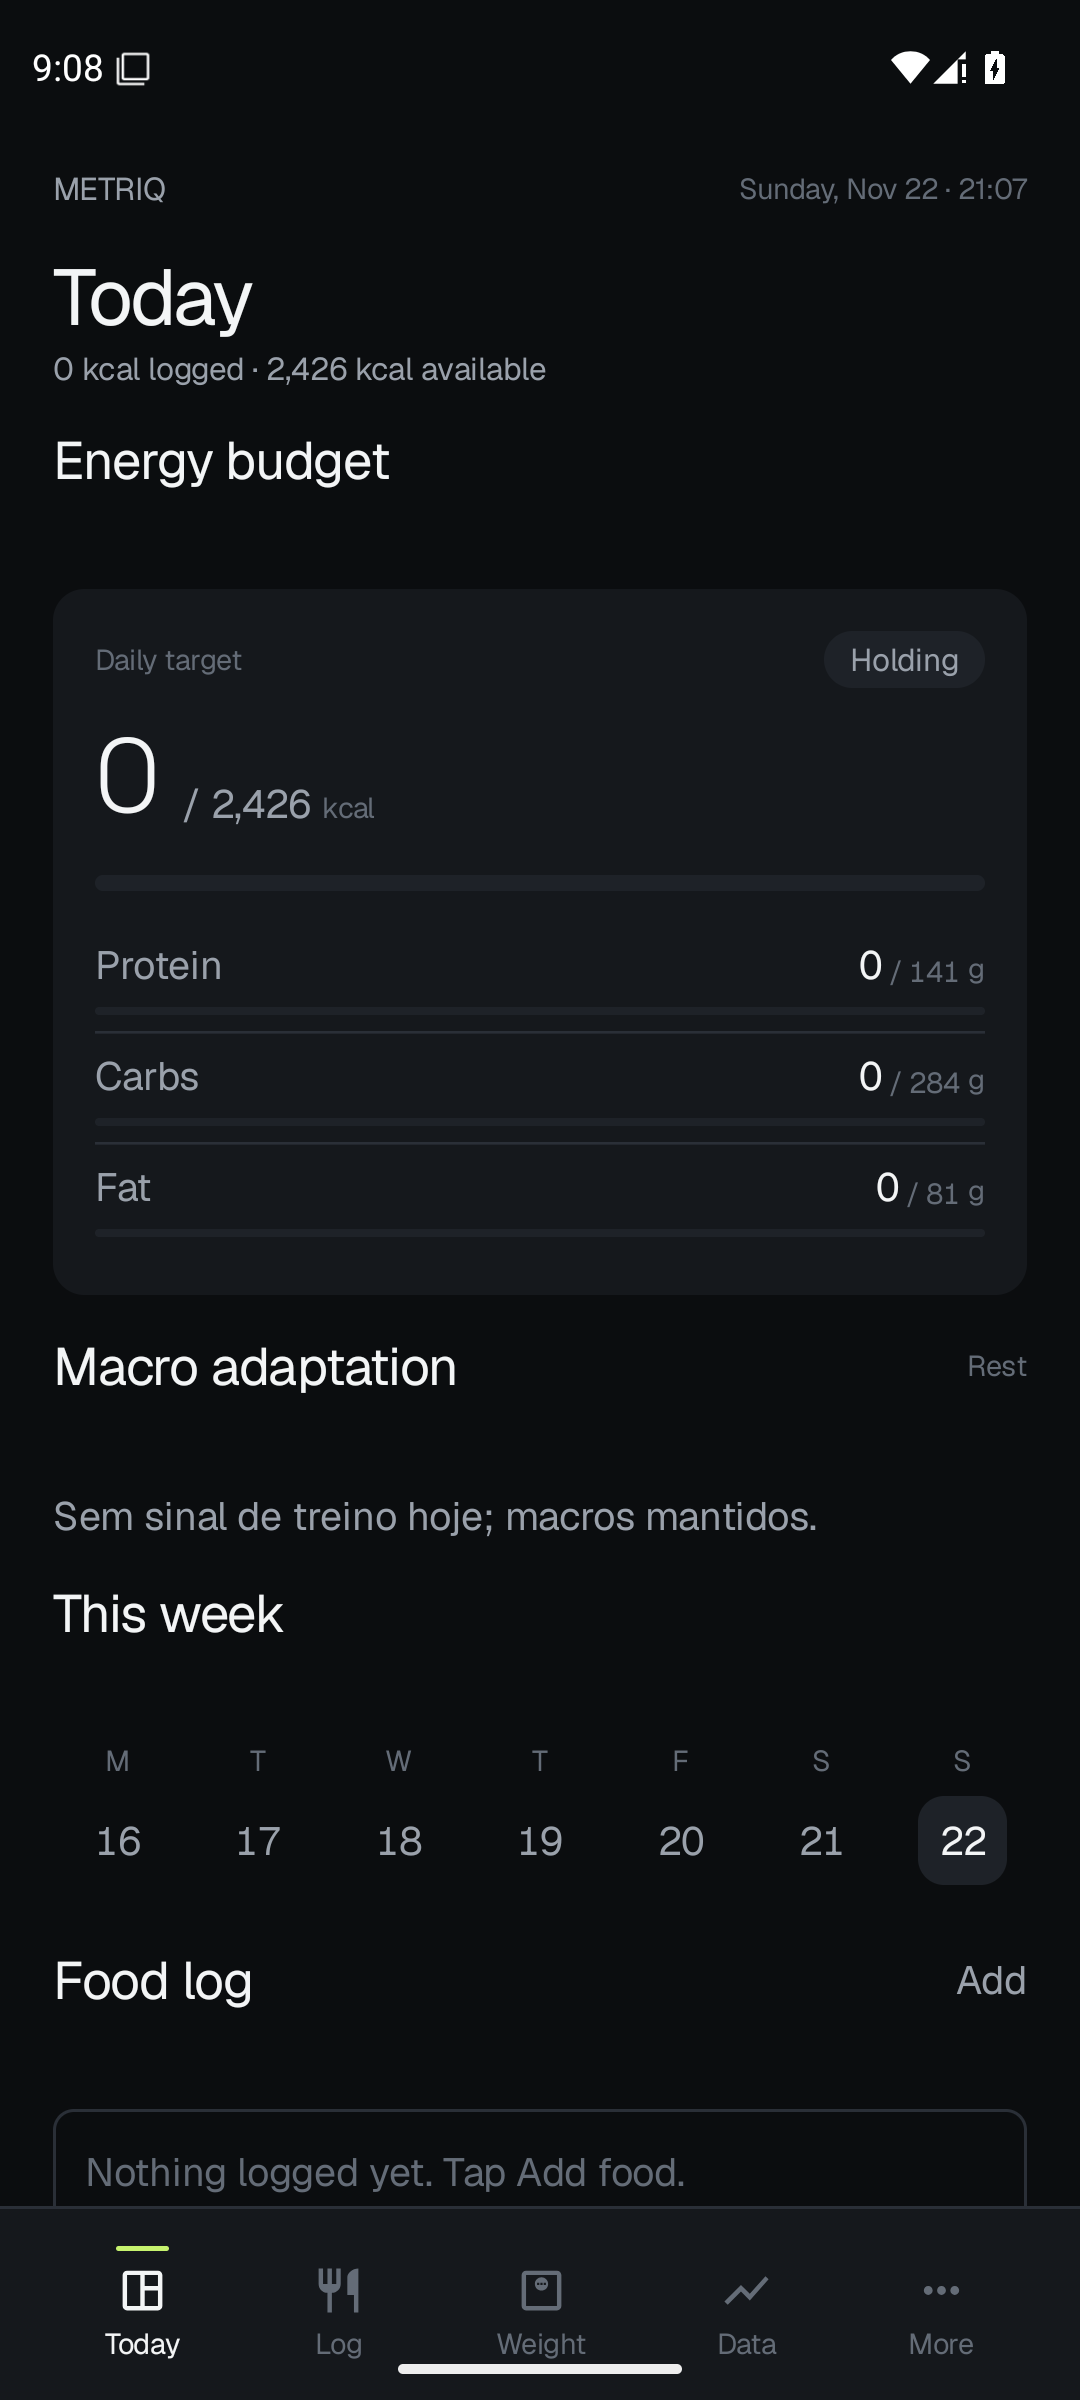 9:08
METRIQ
Sunday, Nov 22 · 21:07
Today
0 kcal logged · 2,426 kcal available
Energy budget
Daily target
Holding
0 / 2,426 kcal
Protein 0 / 141 g
Carbs 0 / 284 g
Fat 0 / 81 g
Macro adaptation
Rest
Sem sinal de treino hoje; macros mantidos.
This week
M T W T F S S
16 17 18 19 20 21 22
Food log
Add
Nothing logged yet. Tap Add food.
Today Log Weight Data More